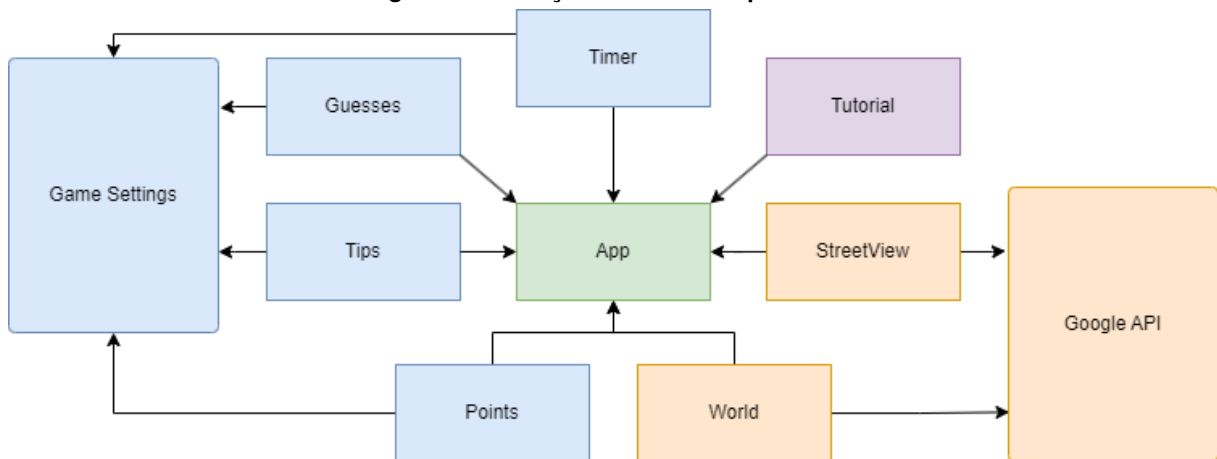 Timer
Guesses
Tutorial
Game Settings
Tips
App
StreetView
Google API
Points
World